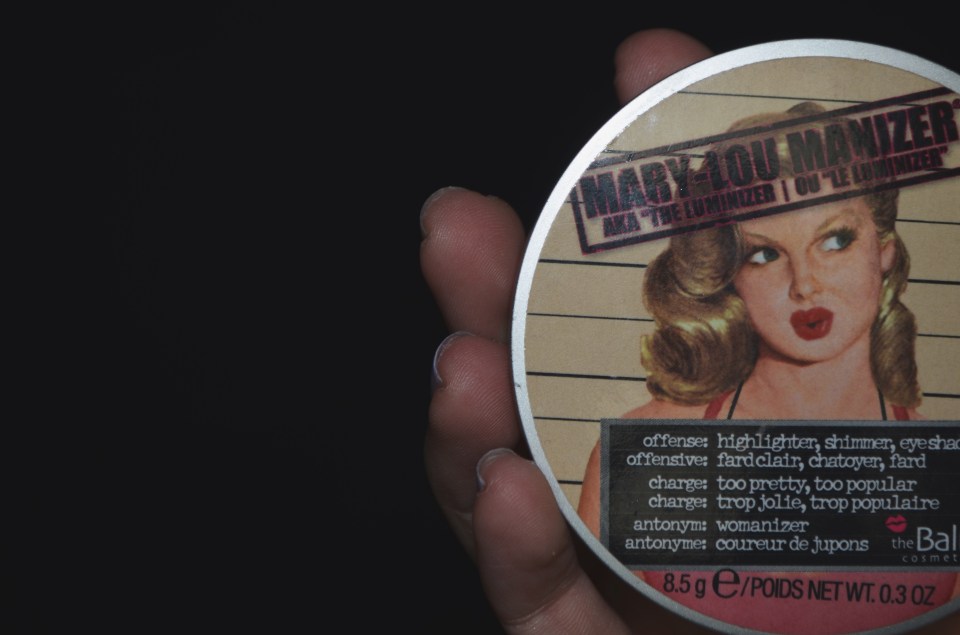 MARY-LOU MANIZER
AKA "THE LUMINIZER | OU "LE LUMINIZER"
offense: highlighter, shimmer,
offensive: fard clair, chatoyer, fard
charge: too pretty, too popular
charge: trop jolie, trop populaire
antonym: womanizer
antonyme: coureur de jupons
the Bal
cosmet
8.5 g e/POIDS NET WT. 0.3 OZ